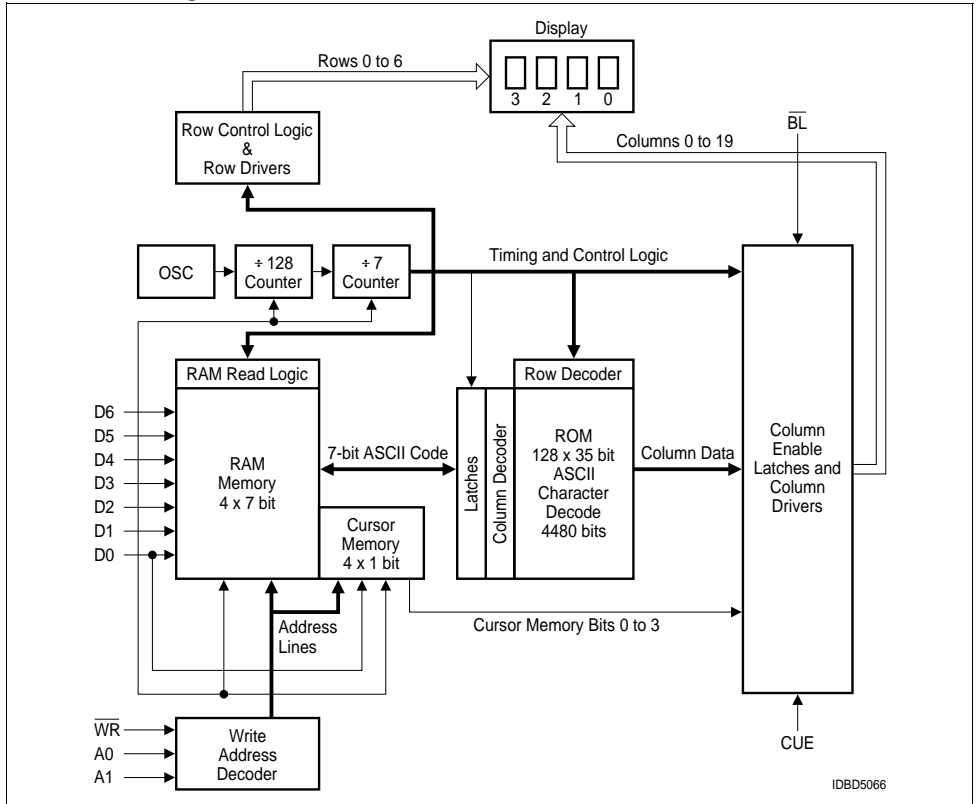 Display
Rows 0 to 6
3 2 1 0
Row Control Logic
&
Row Drivers
Columns 0 to 19
BL
OSC
÷ 128
Counter
÷ 7
Counter
Timing and Control Logic
RAM Read Logic
Row Decoder
D6
D5
D4
D3
D2
D1
D0
RAM
Memory
4 x 7 bit
7-bit ASCII Code
Latches
Column Decoder
ROM
128 x 35 bit
ASCII
Character
Decode
4480 bits
Column Data
Column
Enable
Latches and
Column
Drivers
Cursor
Memory
4 x 1 bit
Address
Lines
Cursor Memory Bits 0 to 3
WR
A0
A1
Write
Address
Decoder
CUE
IDBD5066